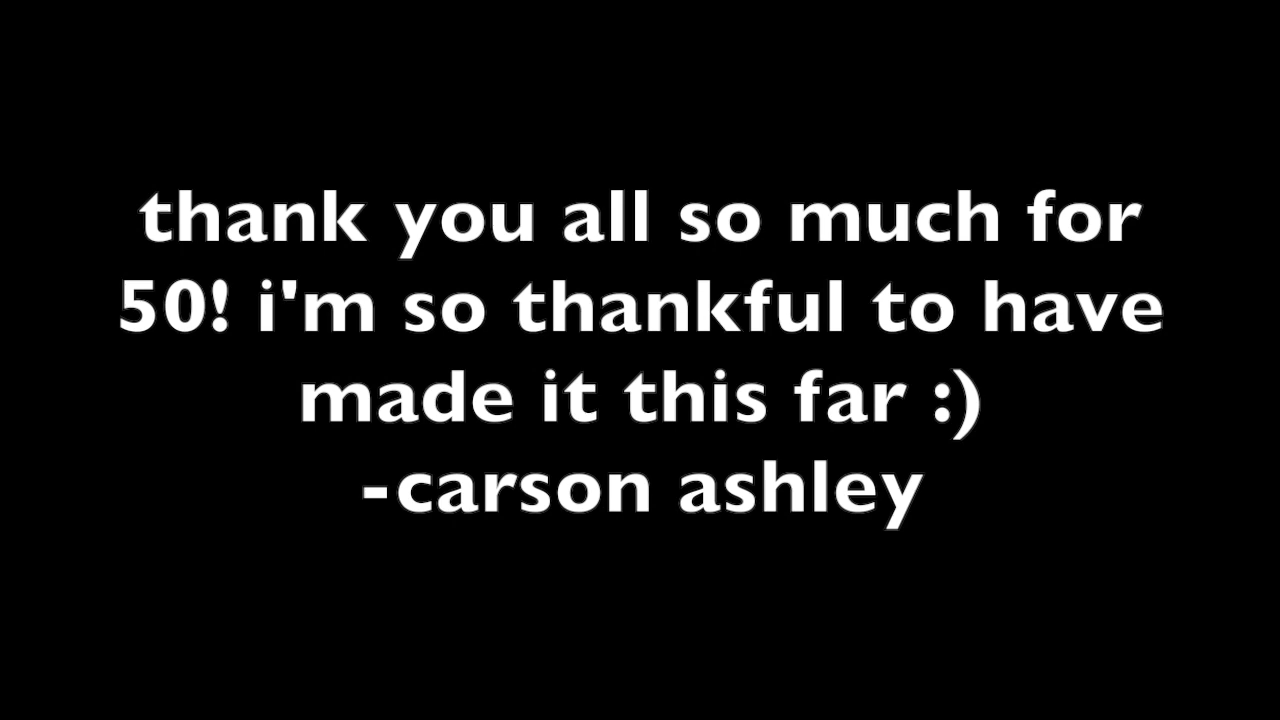 thank you all so much for
50! i'm so thankful to have
made it this far :)
-carson ashley